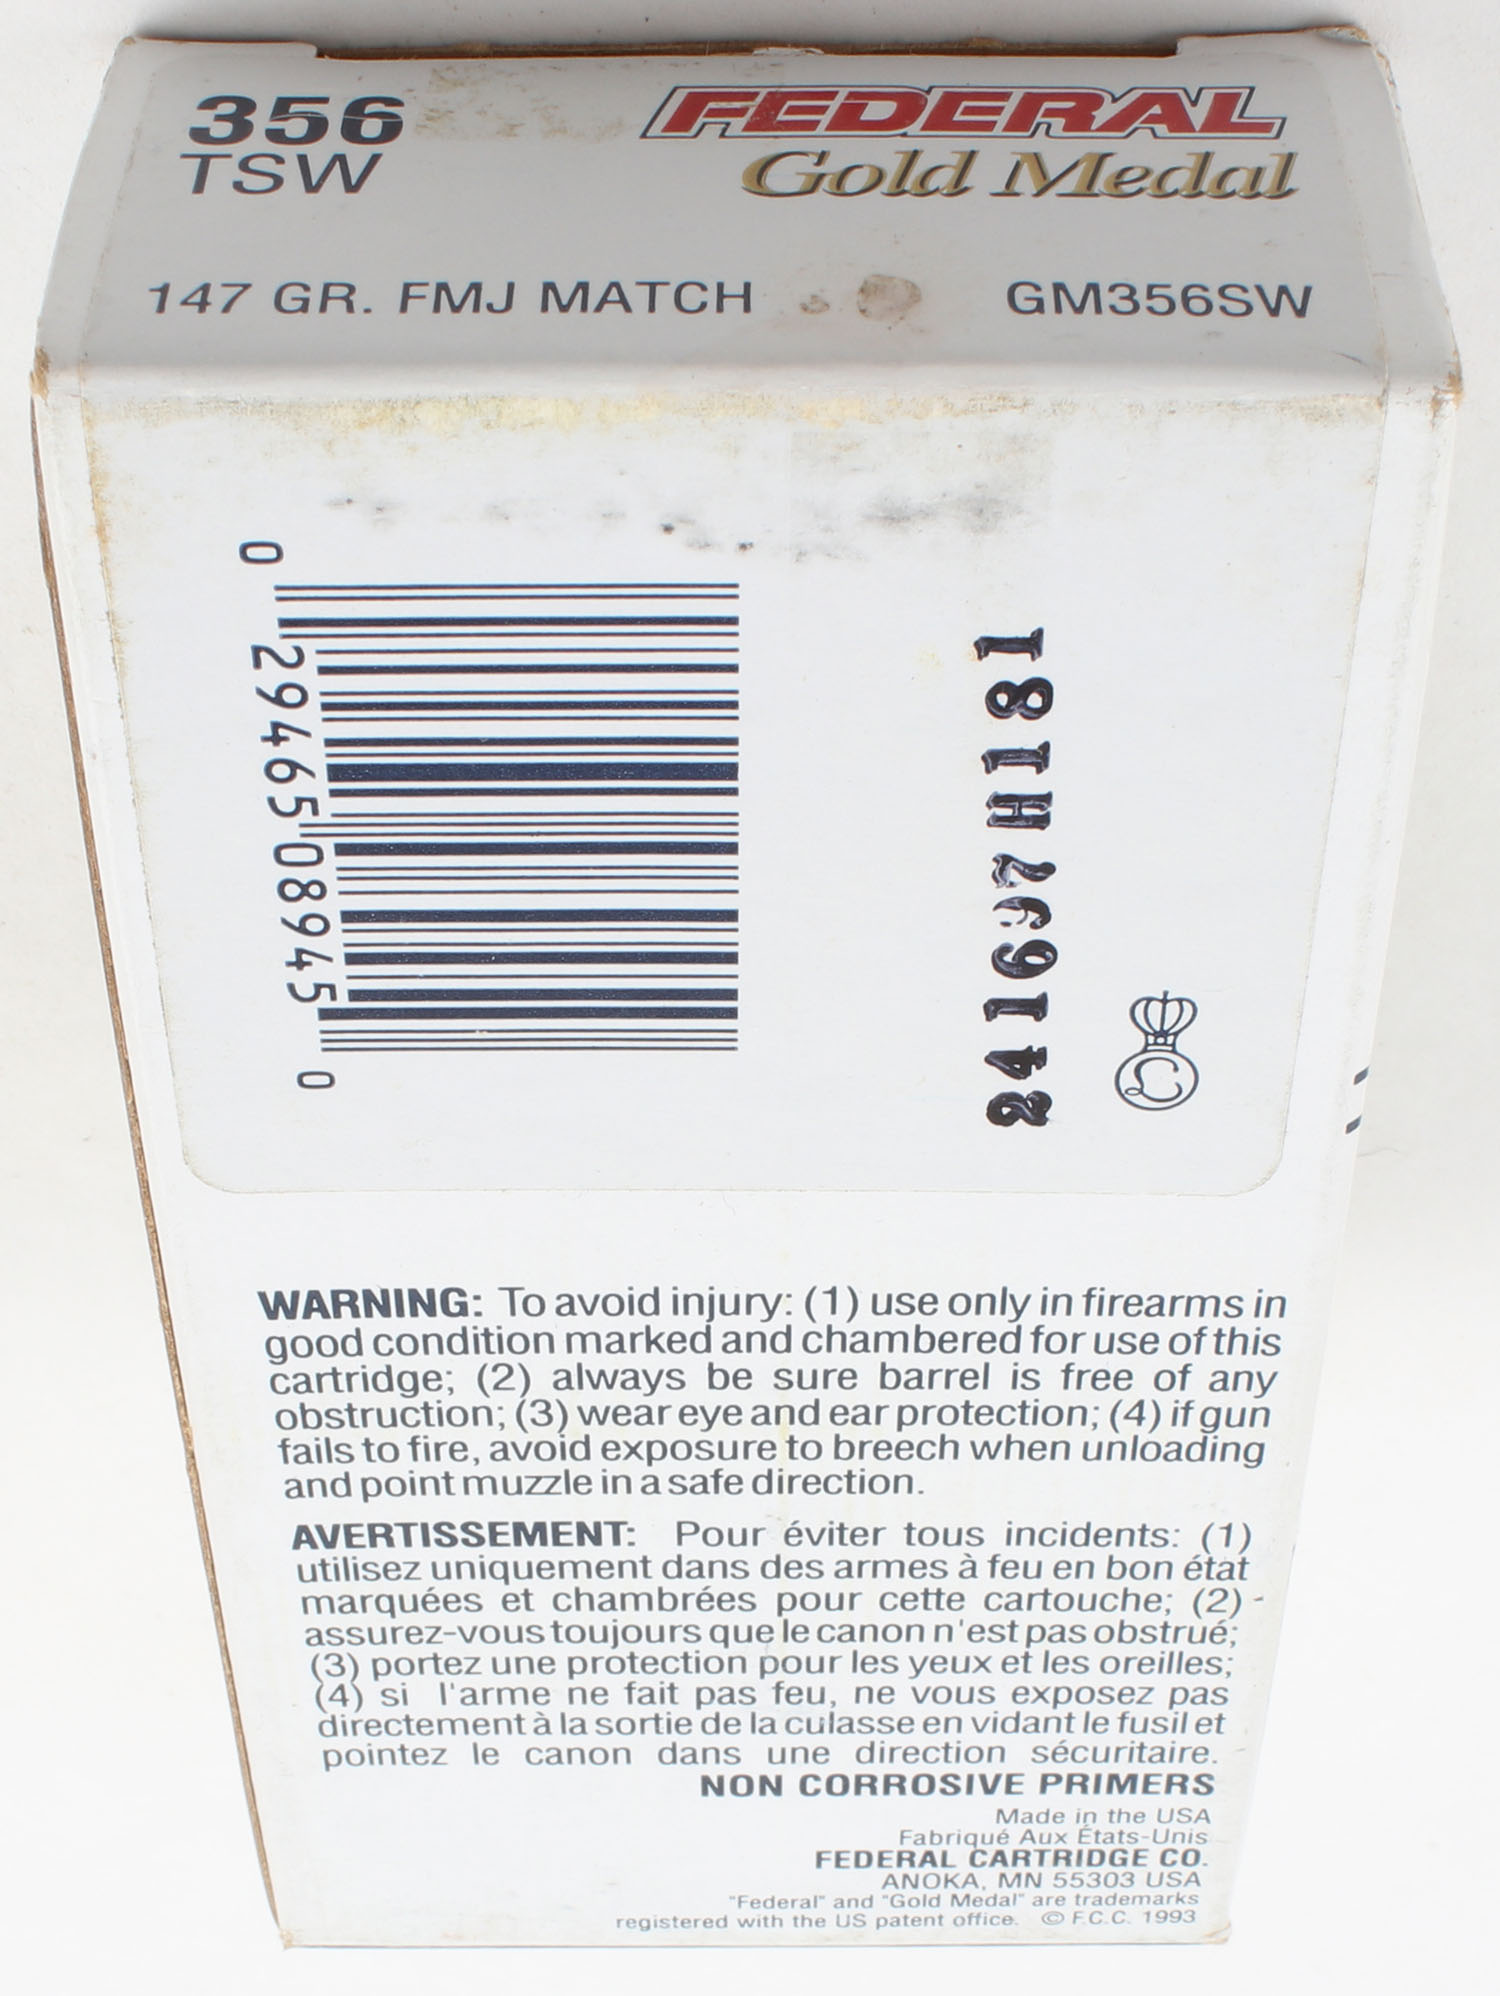 356
TSW
FEDERAL
Gold Medal
147 GR. FMJ MATCH
GM356SW
0 29465 08945 0
WARNING: To avoid injury: (1) use only in firearms in
good condition marked and chambered for use of this
cartridge; (2) always be sure barrel is free of any
obstruction; (3) wear eye and ear protection; (4) if gun
fails to fire, avoid exposure to breech when unloading
and point muzzle in a safe direction.
AVERTISSEMENT: Pour éviter tous incidents: (1)
utilisez uniquement dans des armes à feu en bon état
marquées et chambrées pour cette cartouche; (2) -
assurez-vous toujours que le canon n'est pas obstrué;
(3) portez une protection pour les yeux et les oreilles;
(4) si l'arme ne fait pas feu, ne vous exposez pas
directement à la sortie de la culasse en vidant le fusil et
pointez le canon dans une direction sécuritaire.
NON CORROSIVE PRIMERS
Made in the USA
Fabriqué Aux États-Unis
FEDERAL CARTRIDGE CO.
ANOKA, MN 55303 USA
"Federal" and "Gold Medal" are trademarks
registered with the US patent office. © F.C.C. 1993